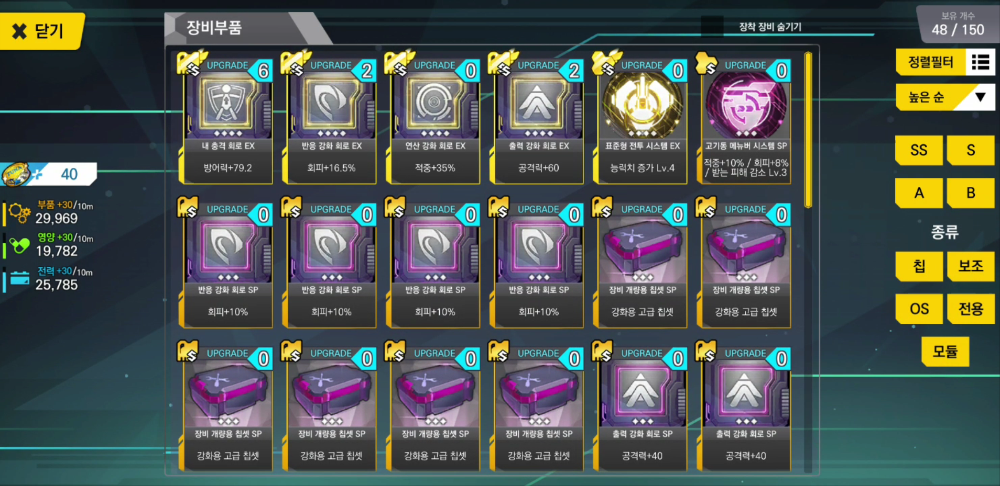 닫기
장비부품
장착 장비 숨기기
보유 개수
48 / 150
정렬필터
높은 순
SS
S
A
B
종류
칩
보조
OS
전용
모듈
TUNA
40
부품 +30/10m
29,969
영양 +30/10m
19,782
전력 +30/10m
25,785
SS UPGRADE 6
내 충격 회로 EX
방어력+79.2
SS UPGRADE 2
반응 강화 회로 EX
회피+16.5%
SS UPGRADE 0
연산 강화 회로 EX
적중+35%
SS UPGRADE 2
출력 강화 회로 EX
공격력+60
SS UPGRADE 0
표준형 전투 시스템 EX
능력치 증가 Lv.4
S UPGRADE 0
고기동 메뉴버 시스템 SP
적중+10% / 회피+8%
/ 받는 피해 감소 Lv.3
S UPGRADE 0
반응 강화 회로 SP
회피+10%
S UPGRADE 0
반응 강화 회로 SP
회피+10%
S UPGRADE 0
반응 강화 회로 SP
회피+10%
S UPGRADE 0
반응 강화 회로 SP
회피+10%
S UPGRADE 0
장비 개량용 칩셋 SP
강화용 고급 칩셋
S UPGRADE 0
장비 개량용 칩셋 SP
강화용 고급 칩셋
S UPGRADE 0
장비 개량용 칩셋 SP
강화용 고급 칩셋
S UPGRADE 0
장비 개량용 칩셋 SP
강화용 고급 칩셋
S UPGRADE 0
장비 개량용 칩셋 SP
강화용 고급 칩셋
S UPGRADE 0
장비 개량용 칩셋 SP
강화용 고급 칩셋
S UPGRADE 0
출력 강화 회로 SP
공격력+40
S UPGRADE 0
출력 강화 회로 SP
공격력+40